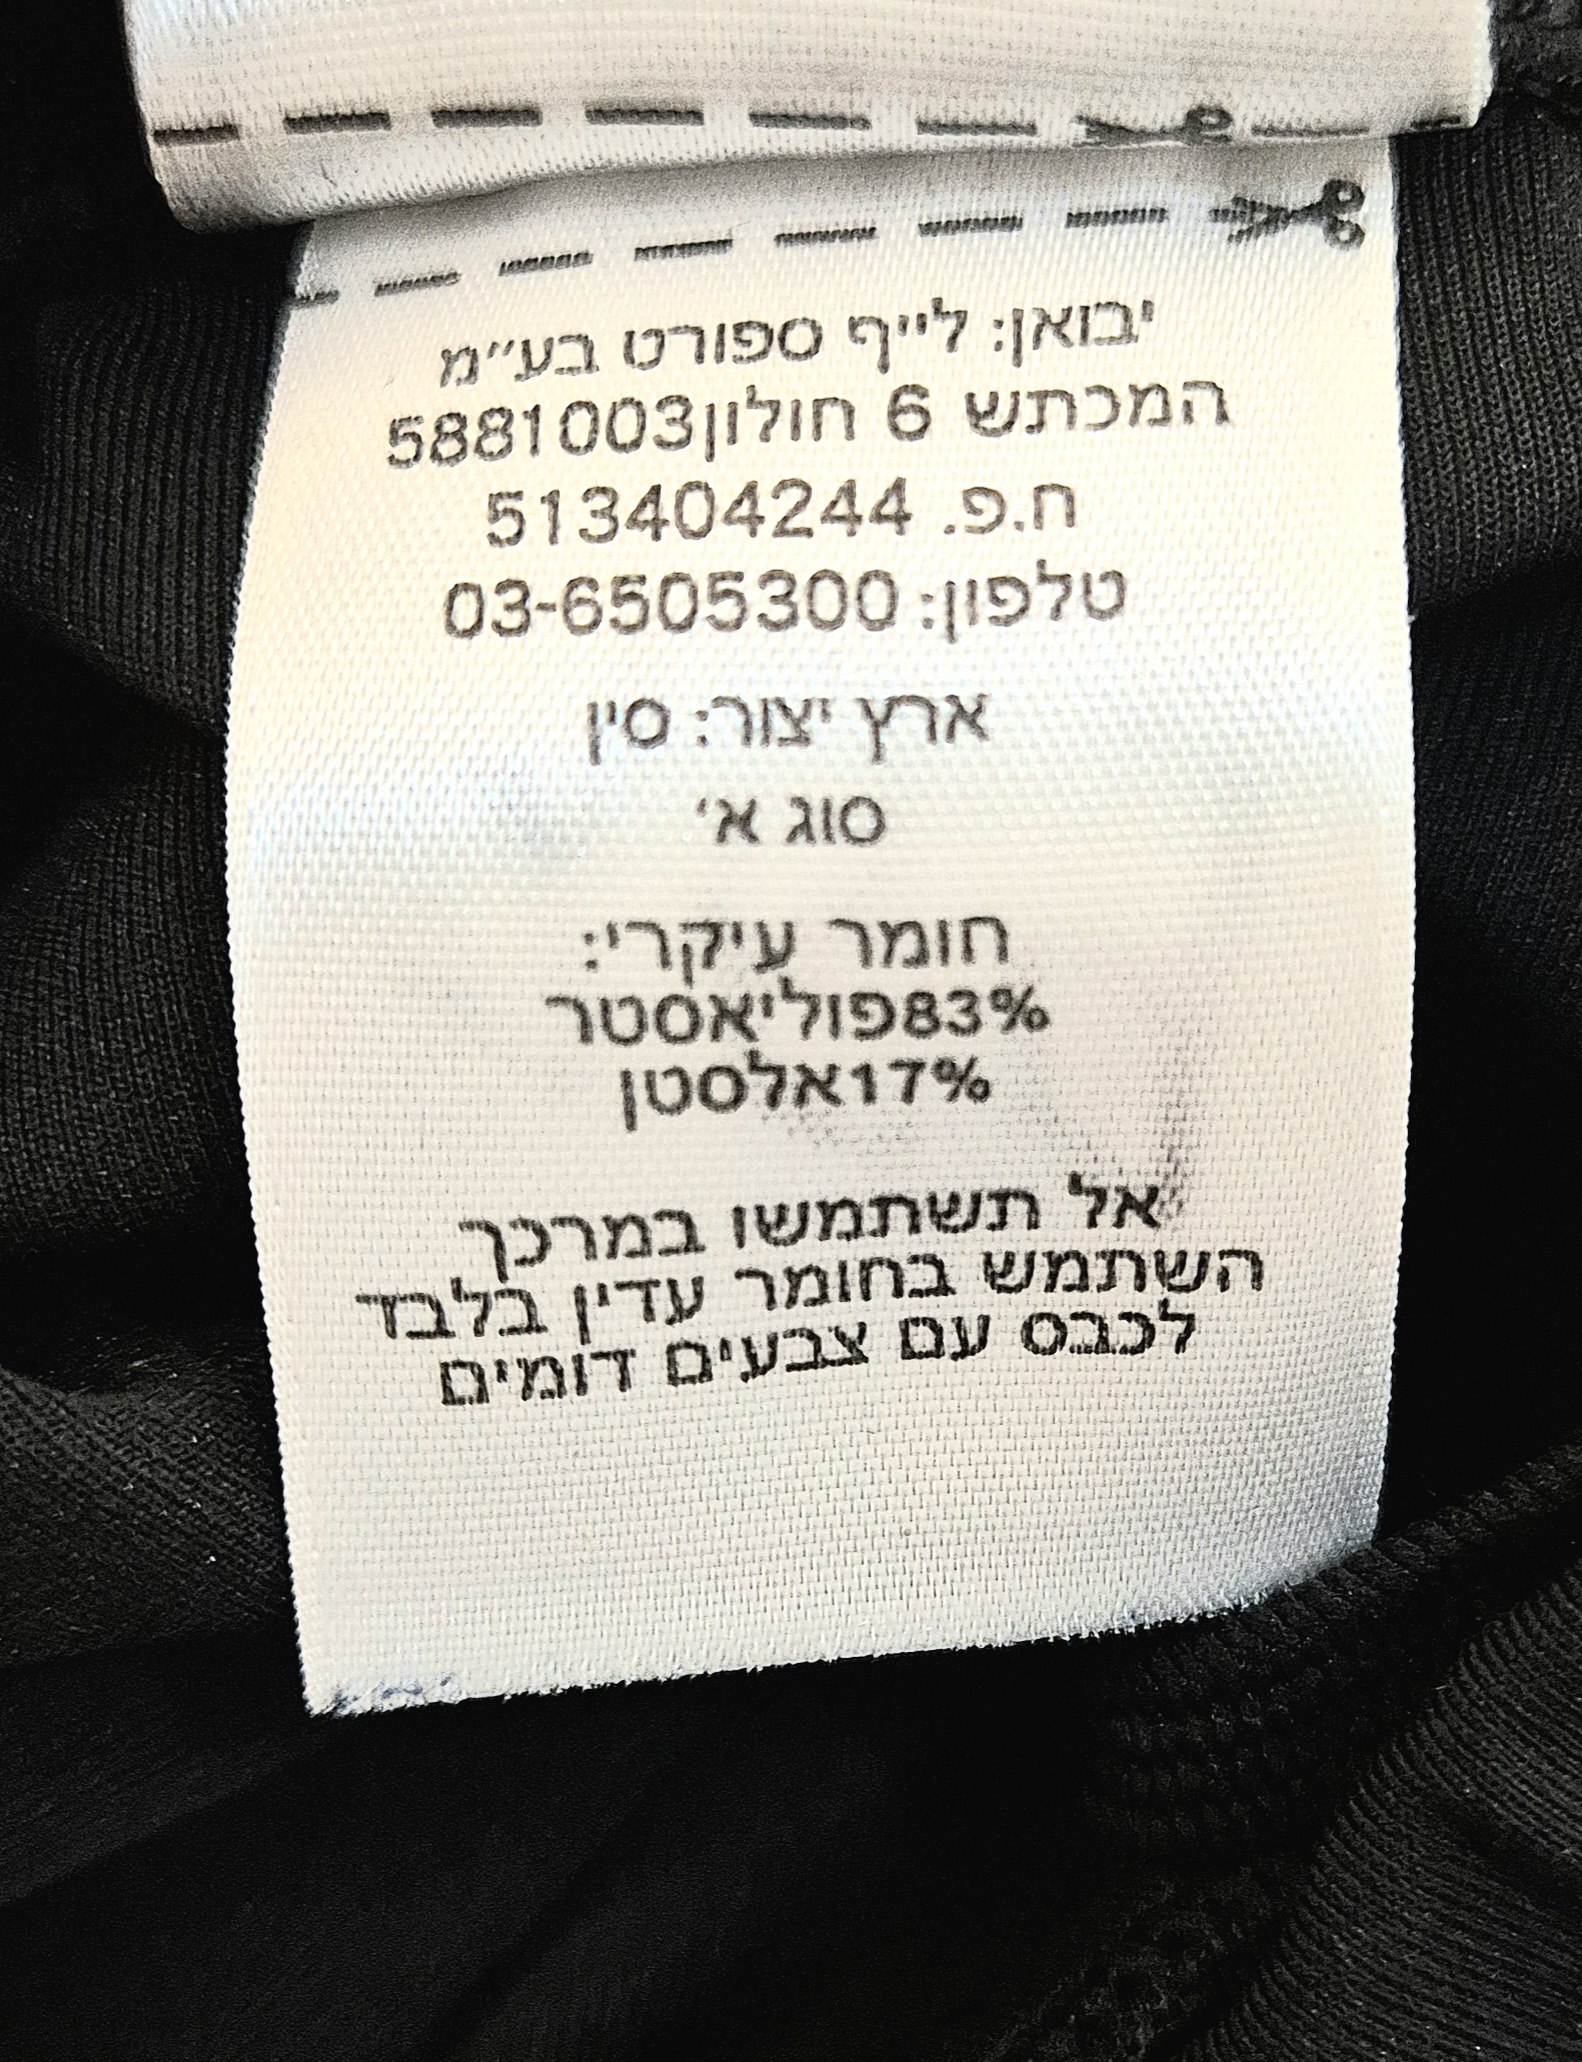 יבואן: לייף ספורט בע״מ
המכתש 6 חולון5881003
ח.פ. 513404244
טלפון: 03-6505300
ארץ יצור: סין
סוג א׳
חומר עיקרי:
83%פוליאסטר
17%אלסטן
אל תשתמשו במרכך
השתמש בחומר עדין בלבד
לכבס עם צבעים דומים